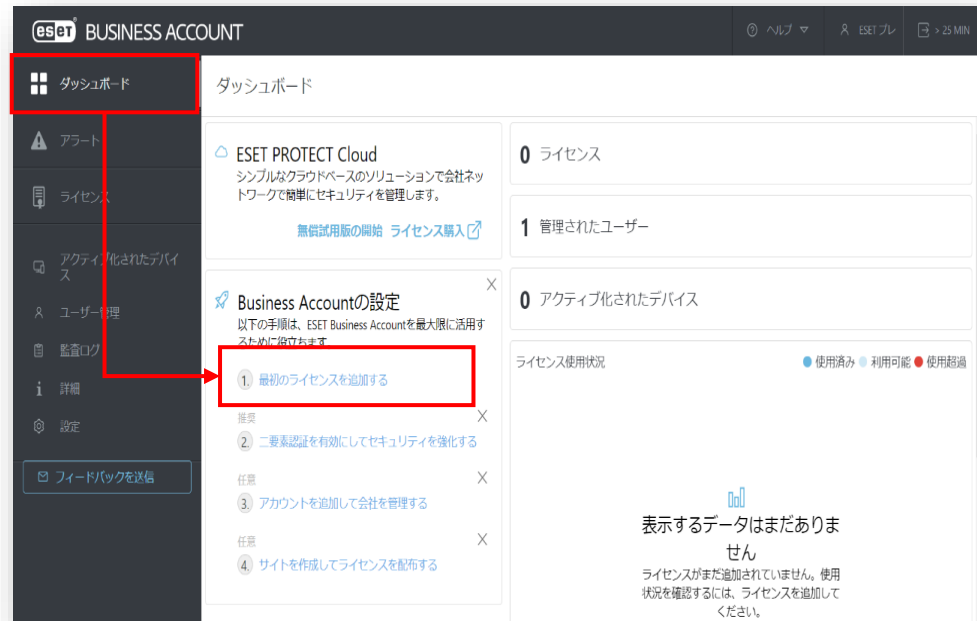 eset BUSINESS ACCOUNT
ヘルプ
ESET プレ
> 25 MIN
ダッシュボード
アラート
ライセンス
アクティブ化されたデバイ
ス
ユーザー管理
監査ログ
詳細
設定
フィードバックを送信
ダッシュボード
ESET PROTECT Cloud
シンプルなクラウドベースのソリューションで会社ネッ
トワークで簡単にセキュリティを管理します。
無償試用版の開始 ライセンス購入
Business Accountの設定
以下の手順は、ESET Business Accountを最大限に活用す
るために役立ちます
1. 最初のライセンスを追加する
推奨
2. 二要素認証を有効にしてセキュリティを強化する
任意
3. アカウントを追加して会社を管理する
任意
4. サイトを作成してライセンスを配布する
0 ライセンス
1 管理されたユーザー
0 アクティブ化されたデバイス
ライセンス使用状況
使用済み 利用可能 使用超過
表示するデータはまだありま
せん
ライセンスがまだ追加されていません。使用
状況を確認するには、ライセンスを追加して
ください。